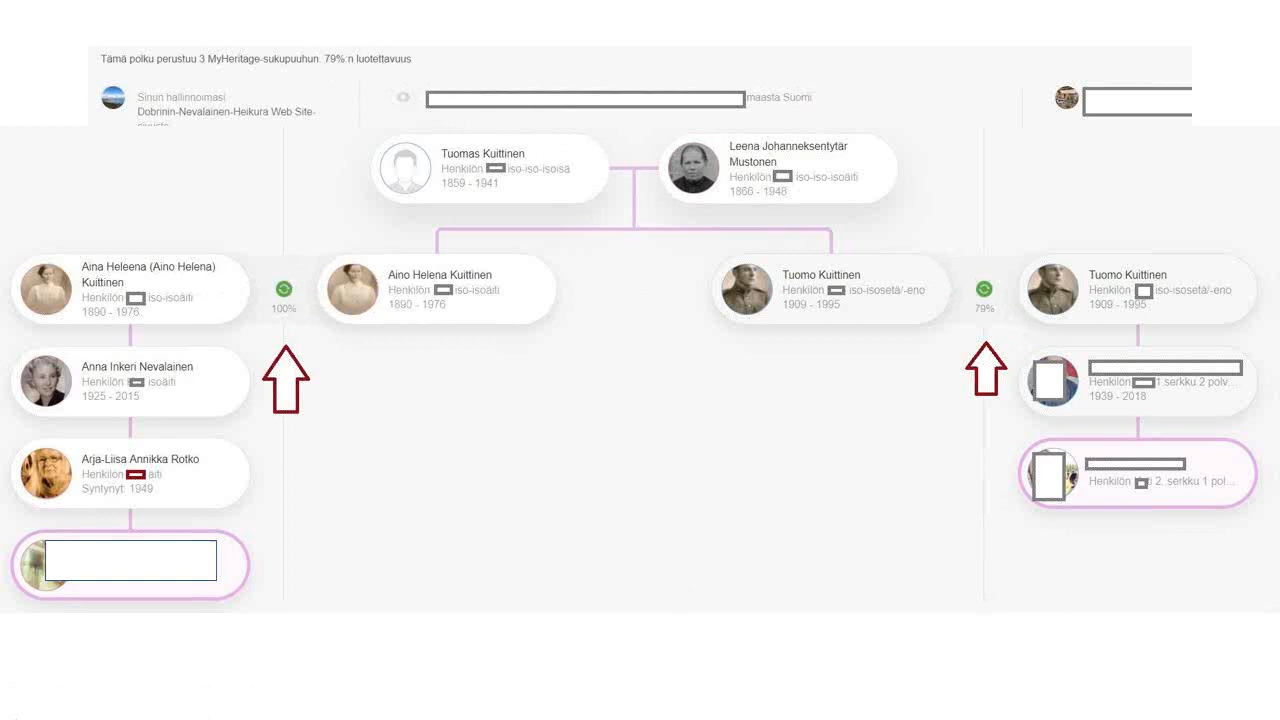 Tämä polku perustuu 3 MyHeritage-sukupuuhun. 79%:n luotettavuus
Sinun hallinnoimasi
Dobrinin-Nevalainen-Heikura Web Site-
maasta Suomi
Tuomas Kuittinen
Henkilön iso-iso-isoisä
1859 - 1941
Leena Johanneksentytär
Mustonen
Henkilön iso-iso-isoäiti
1866 - 1948
Aina Heleena (Aino Helena)
Kuittinen
Henkilön iso-isoäiti
1890 - 1976
100%
Aino Helena Kuittinen
Henkilön iso-isoäiti
1890 - 1976
Tuomo Kuittinen
Henkilön iso-isosetä/-eno
1909 - 1995
79%
Tuomo Kuittinen
Henkilön iso-isosetä/-eno
1909 - 1995
Anna Inkeri Nevalainen
Henkilön isoäiti
1925 - 2015
Henkilön 1.serkku 2 polv...
1939 - 2018
Arja-Liisa Annikka Rotko
Henkilön äiti
Syntynyt: 1949
Henkilön 2. serkku 1 pol...